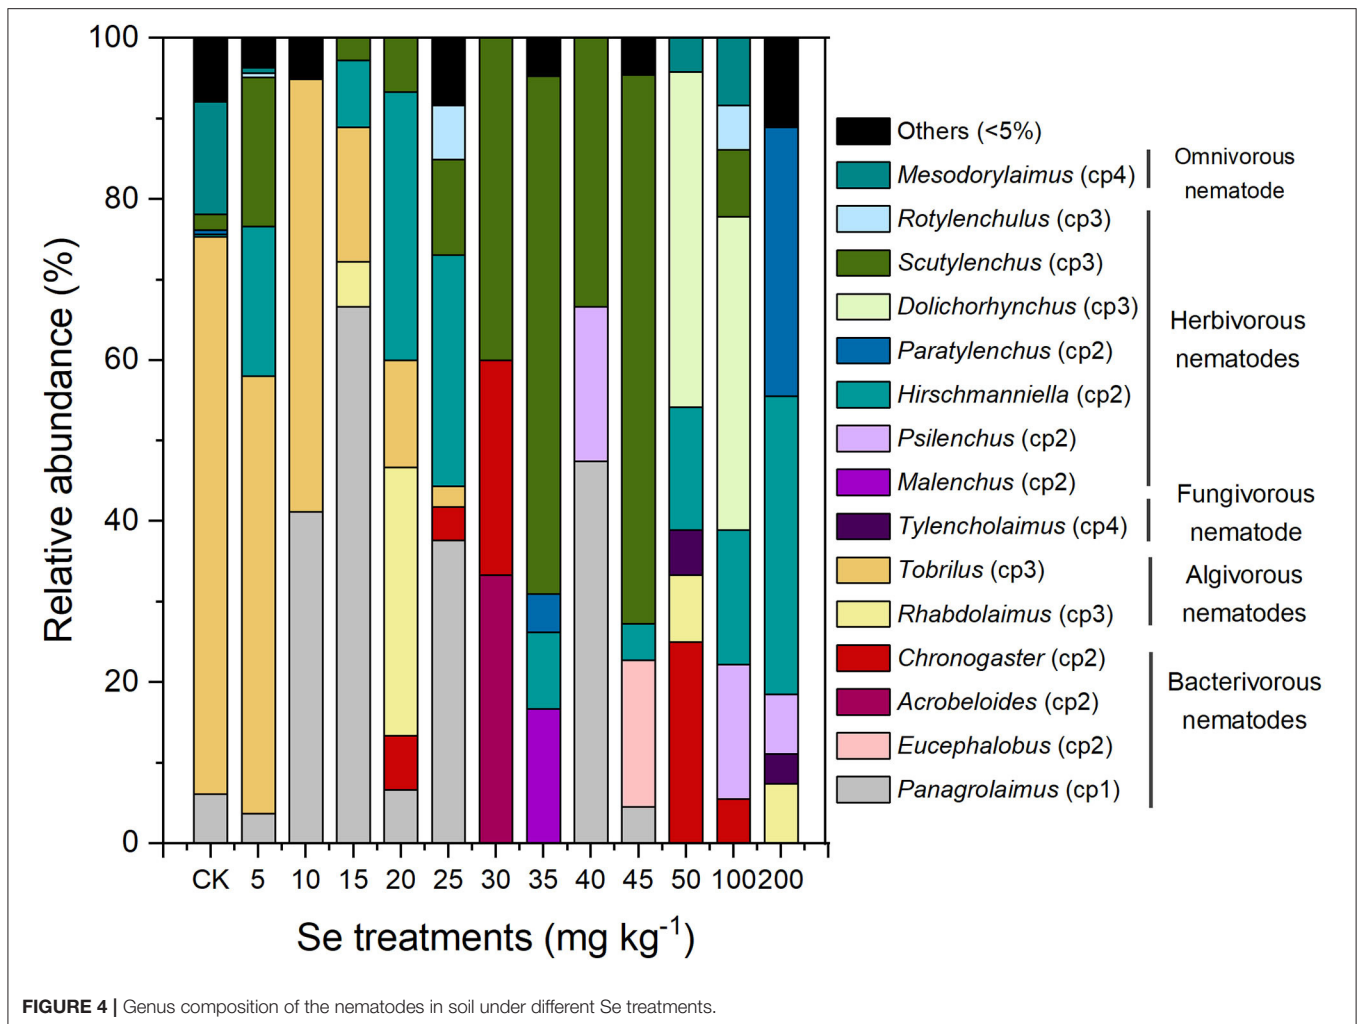 Relative abundance (%)
100
80
60
40
20
0
CK 5 10 15 20 25 30 35 40 45 50 100 200
Se treatments (mg kg-1)
Others (<5%)
Mesodorylaimus (cp4)
Rotylenchulus (cp3)
Scutylenchus (cp3)
Dolichorhynchus (cp3)
Paratylenchus (cp2)
Hirschmanniella (cp2)
Psilenchus (cp2)
Malenchus (cp2)
Tylencholaimus (cp4)
Tobrilus (cp3)
Rhabdolaimus (cp3)
Chronogaster (cp2)
Acrobeloides (cp2)
Eucephalobus (cp2)
Panagrolaimus (cp1)
Omnivorous
nematode
Herbivorous
nematodes
Fungivorous
nematode
Algivorous
nematodes
Bacterivorous
nematodes
FIGURE 4 | Genus composition of the nematodes in soil under different Se treatments.